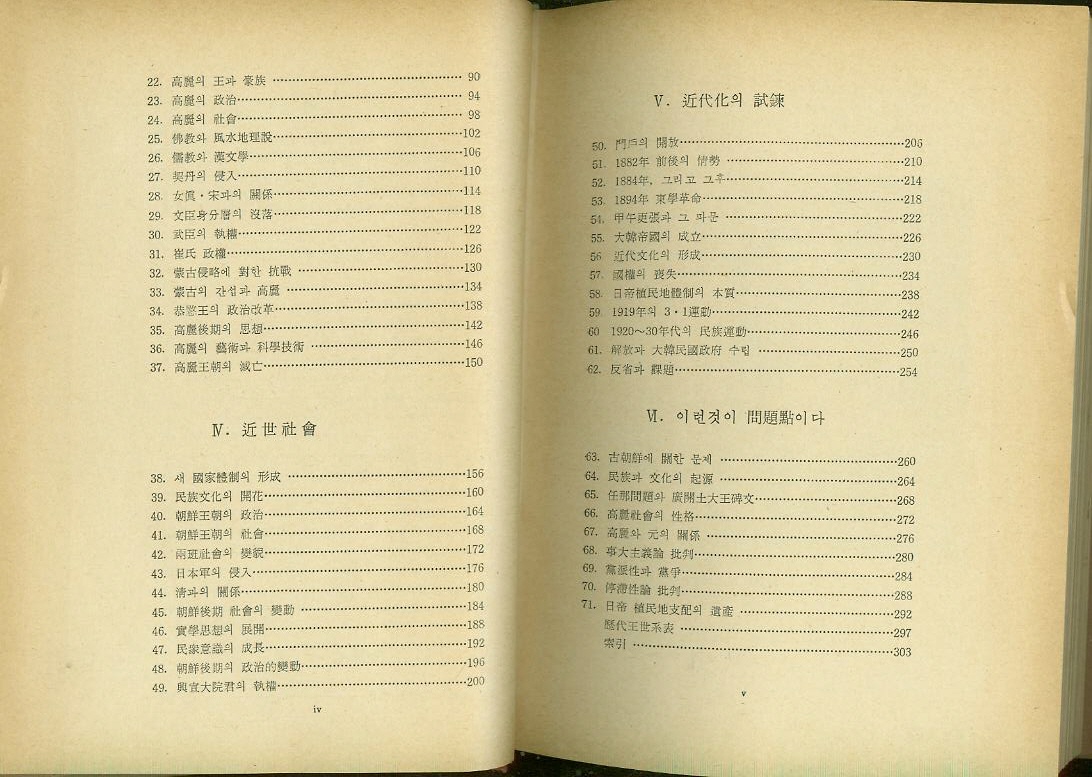 22. 高麗의 王과 豪族 ……… 90
23. 高麗의 政治 ……… 94
24. 高麗의 社會 ……… 98
25. 佛敎와 風水地理說 ……… 102
26. 儒敎와 漢文學 ……… 106
27. 契丹의 侵入 ……… 110
28. 女眞・宋과의 關係 ……… 114
29. 文臣身分層의 沒落 ……… 118
30. 武臣의 執權 ……… 122
31. 崔氏 政權 ……… 126
32. 蒙古侵略에 對한 抗戰 ……… 130
33. 蒙古의 간섭과 高麗 ……… 134
34. 恭愍王의 政治改革 ……… 138
35. 高麗後期의 思想 ……… 142
36. 高麗의 藝術과 科學技術 ……… 146
37. 高麗王朝의 滅亡 ……… 150
Ⅳ. 近世社會
38. 새 國家體制의 形成 ……… 156
39. 民族文化의 開花 ……… 160
40. 朝鮮王朝의 政治 ……… 164
41. 朝鮮王朝의 社會 ……… 168
42. 兩班社會의 變貌 ……… 172
43. 日本軍의 侵入 ……… 176
44. 淸과의 關係 ……… 180
45. 朝鮮後期 社會의 變動 ……… 184
46. 實學思想의 展開 ……… 188
47. 民衆意識의 成長 ……… 192
48. 朝鮮後期의 政治的變動 ……… 196
49. 興宣大院君의 執權 ……… 200
iv
Ⅴ. 近代化의 試鍊
50. 門戶의 開放 ……… 206
51. 1882年 前後의 情勢 ……… 210
52. 1884年, 그리고 그후 ……… 214
53. 1894年 東學革命 ……… 218
54. 甲午更張과 그 파문 ……… 222
55. 大韓帝國의 成立 ……… 226
56 近代文化의 形成 ……… 230
57. 國權의 喪失 ……… 234
58. 日帝植民地體制의 本質 ……… 238
59. 1919年의 3・1運動 ……… 242
60 1920～30年代의 民族運動 ……… 246
61. 解放과 大韓民國政府 수립 ……… 250
62. 反省과 課題 ……… 254
Ⅵ. 이런것이 問題點이다
63. 古朝鮮에 關한 문제 ……… 260
64. 民族과 文化의 起源 ……… 264
65. 任那問題와 廣開土大王碑文 ……… 268
66. 高麗社會의 性格 ……… 272
67. 高麗와 元의 關係 ……… 276
68. 事大主義論 批判 ……… 280
69. 黨派性과 黨爭 ……… 284
70. 停滯性論 批判 ……… 288
71. 日帝 植民地支配의 遺産 ……… 292
歷代王世系表 ……… 297
索引 ……… 303
v